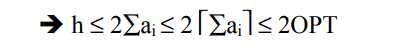 ➔ h ≤ 2∑aᵢ ≤ 2⌈∑aᵢ⌉ ≤ 2OPT